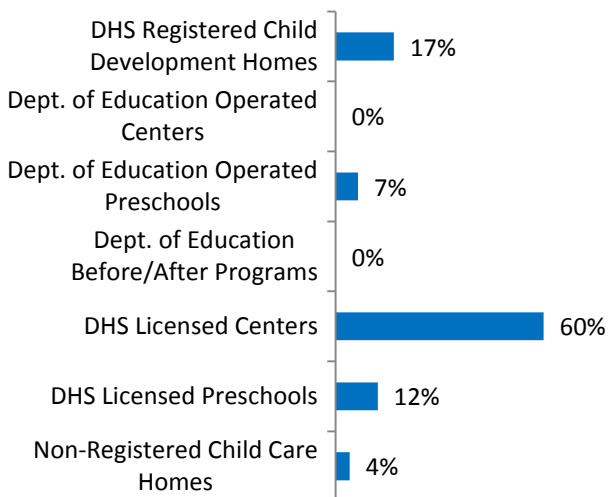 DHS Registered Child
Development Homes
17%
Dept. of Education Operated
Centers
0%
Dept. of Education Operated
Preschools
7%
Dept. of Education
Before/After Programs
0%
DHS Licensed Centers
60%
DHS Licensed Preschools
12%
Non-Registered Child Care
Homes
4%